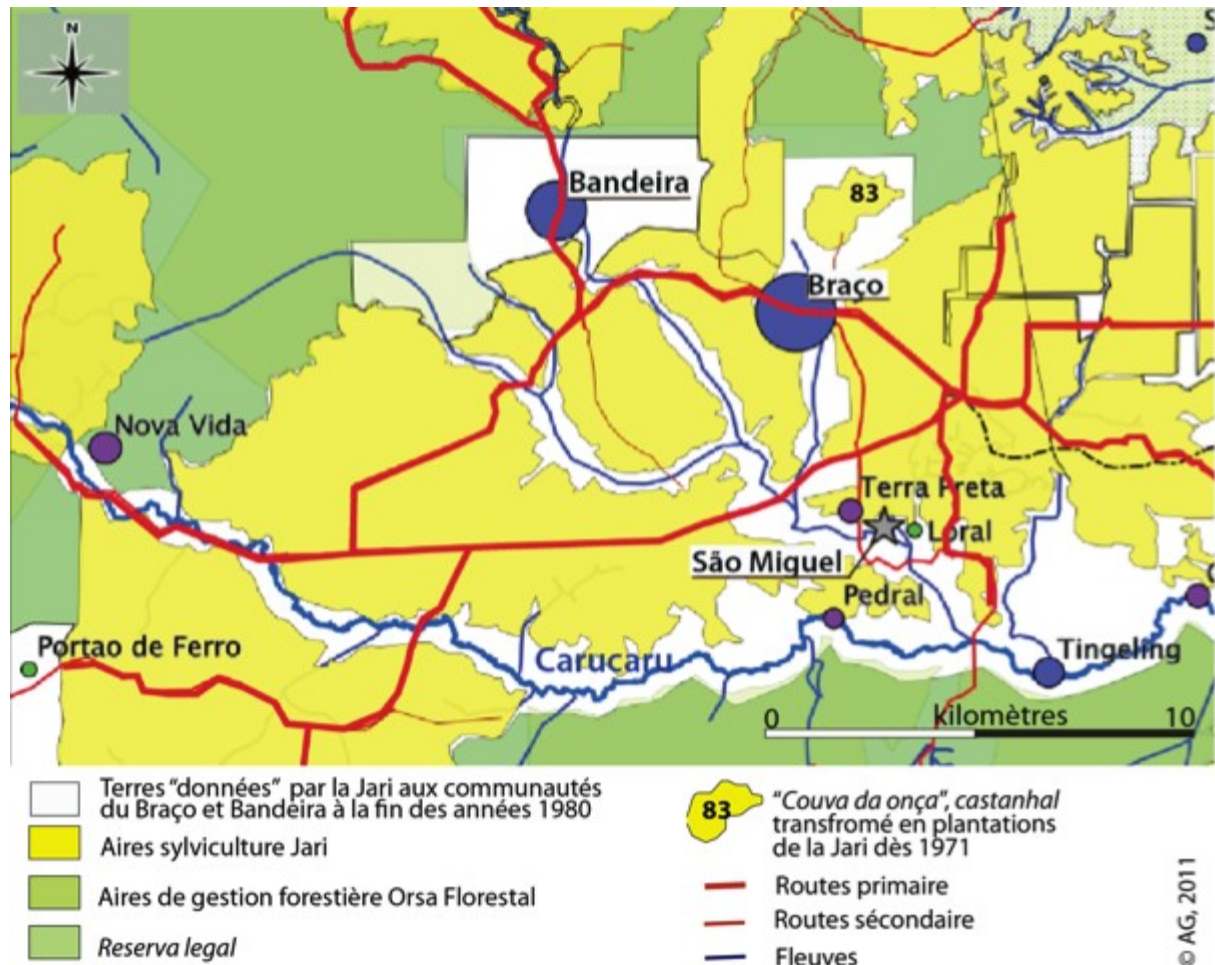 N
S
Bandeira
83
Braço
Nova Vida
Terra Preta
Loral
São Miguel
Pedral
Portao de Ferro
Carucaru
Tingeling
0 kilomètres 10
Terres "données" par la Jari aux communautés
du Braço et Bandeira à la fin des années 1980
Aires sylviculture Jari
Aires de gestion forestière Orsa Florestal
Reserva legal
83
"Couva da onça", castanhal
transfromé en plantations
de la Jari dès 1971
Routes primaire
Routes sécondaire
Fleuves
© AG, 2011